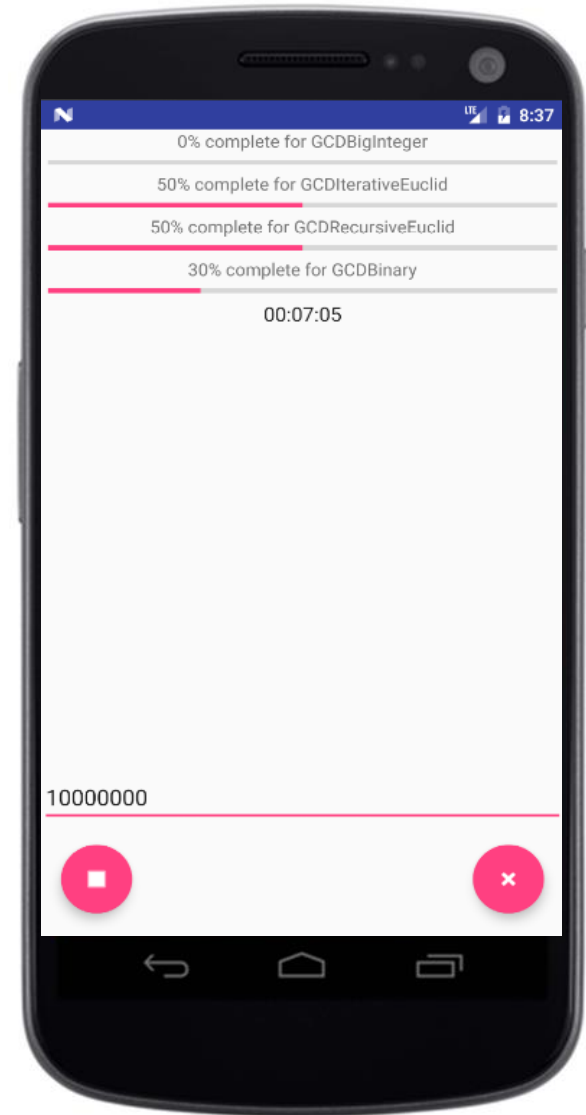 LTE 8:37
0% complete for GCDBigInteger
50% complete for GCDIterativeEuclid
50% complete for GCDRecursiveEuclid
30% complete for GCDBinary
00:07:05
10000000